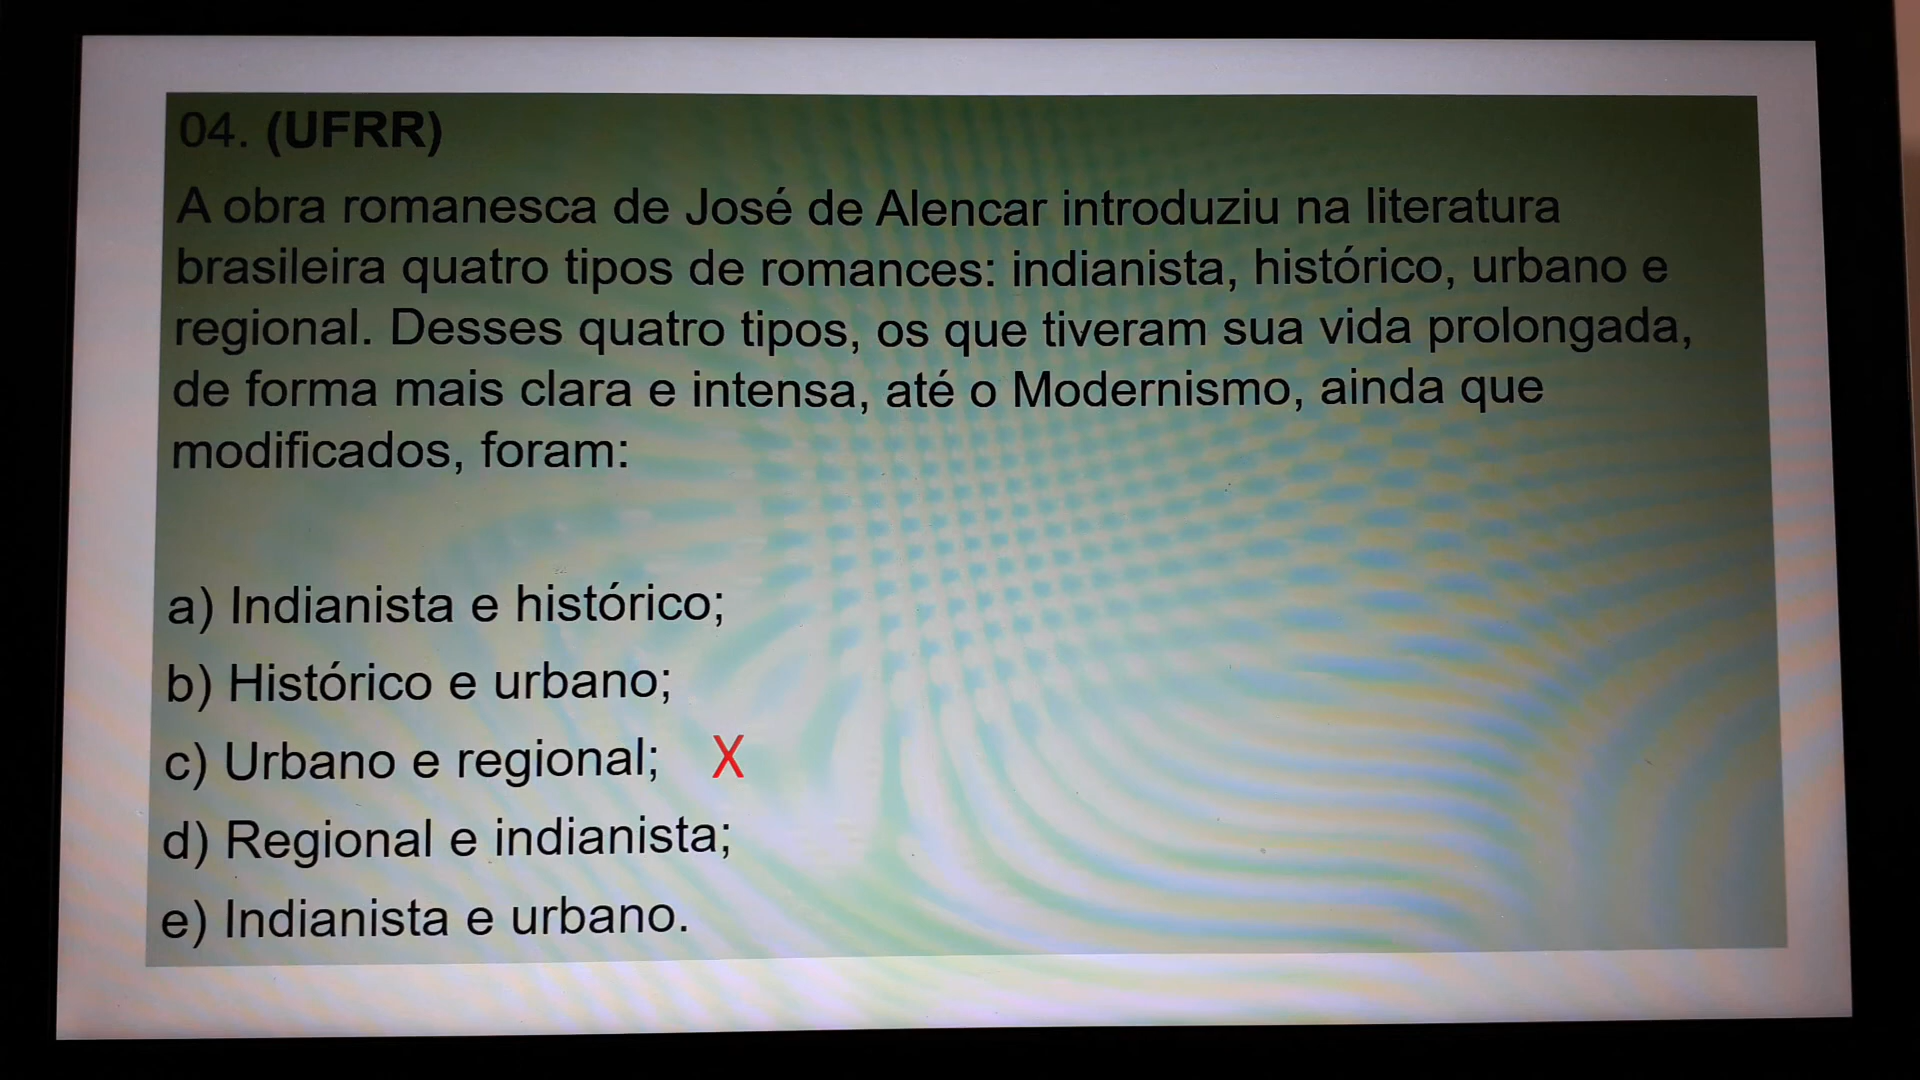 04. (UFRR)
A obra romanesca de José de Alencar introduziu na literatura
brasileira quatro tipos de romances: indianista, histórico, urbano e
regional. Desses quatro tipos, os que tiveram sua vida prolongada,
de forma mais clara e intensa, até o Modernismo, ainda que
modificados, foram:
a) Indianista e histórico;
b) Histórico e urbano;
c) Urbano e regional; X
d) Regional e indianista;
e) Indianista e urbano.